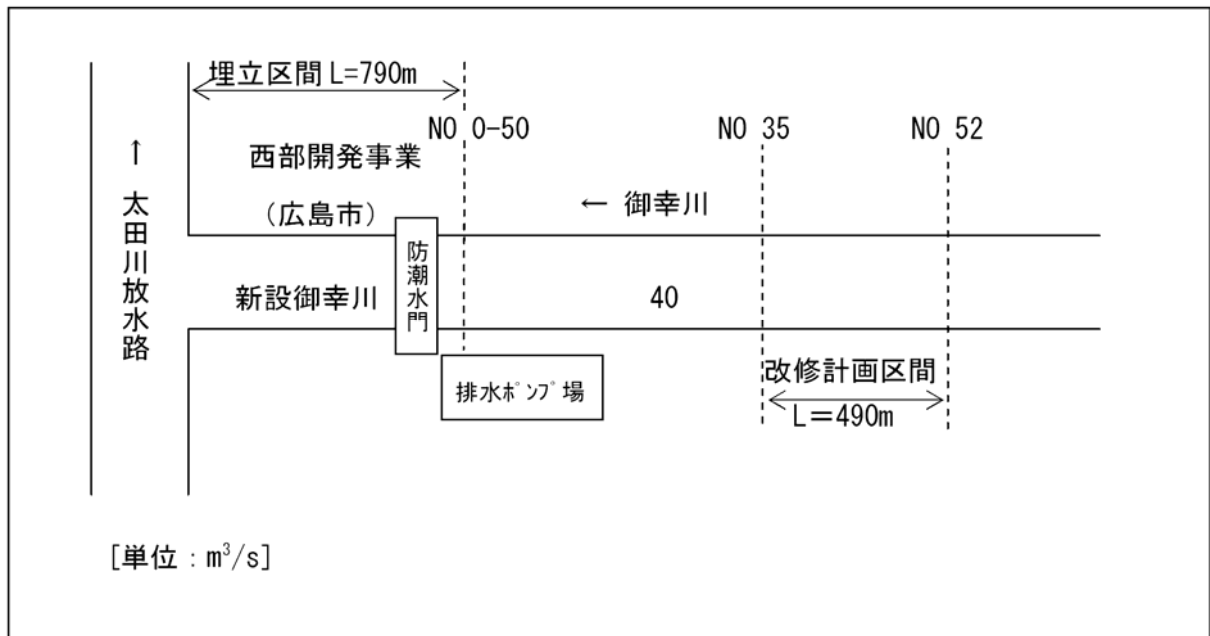 埋立区間 L=790m
NO 0-50
NO 35
NO 52
西部開発事業
(広島市)
← 御幸川
↑ 太田川放水路
防潮水門
新設御幸川
40
排水ポンプ場
改修計画区間
L=490m
[単位:m³/s]